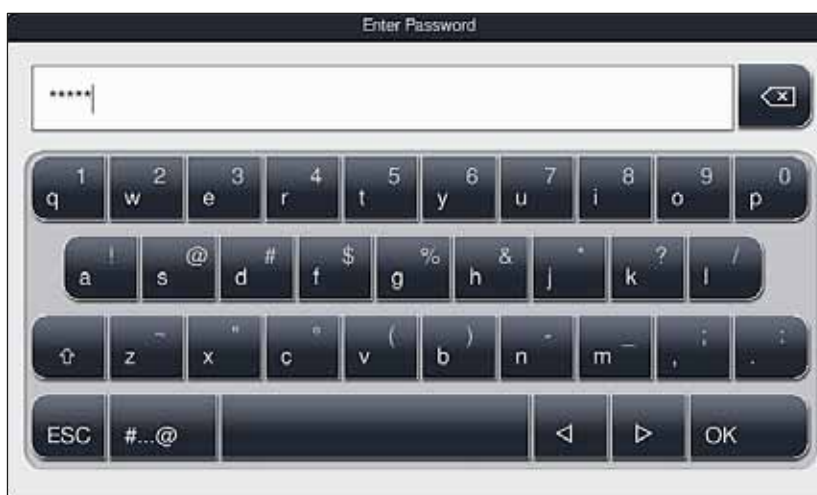 Enter Password
*****
1 2 3 4 5 6 7 8 9 0
q w e r t y u i o p
! @ # $ % & * ? /
a s d f g h j k l
~ " ° ( ) - _ ; :
z x c v b n m , .
ESC #...@ OK